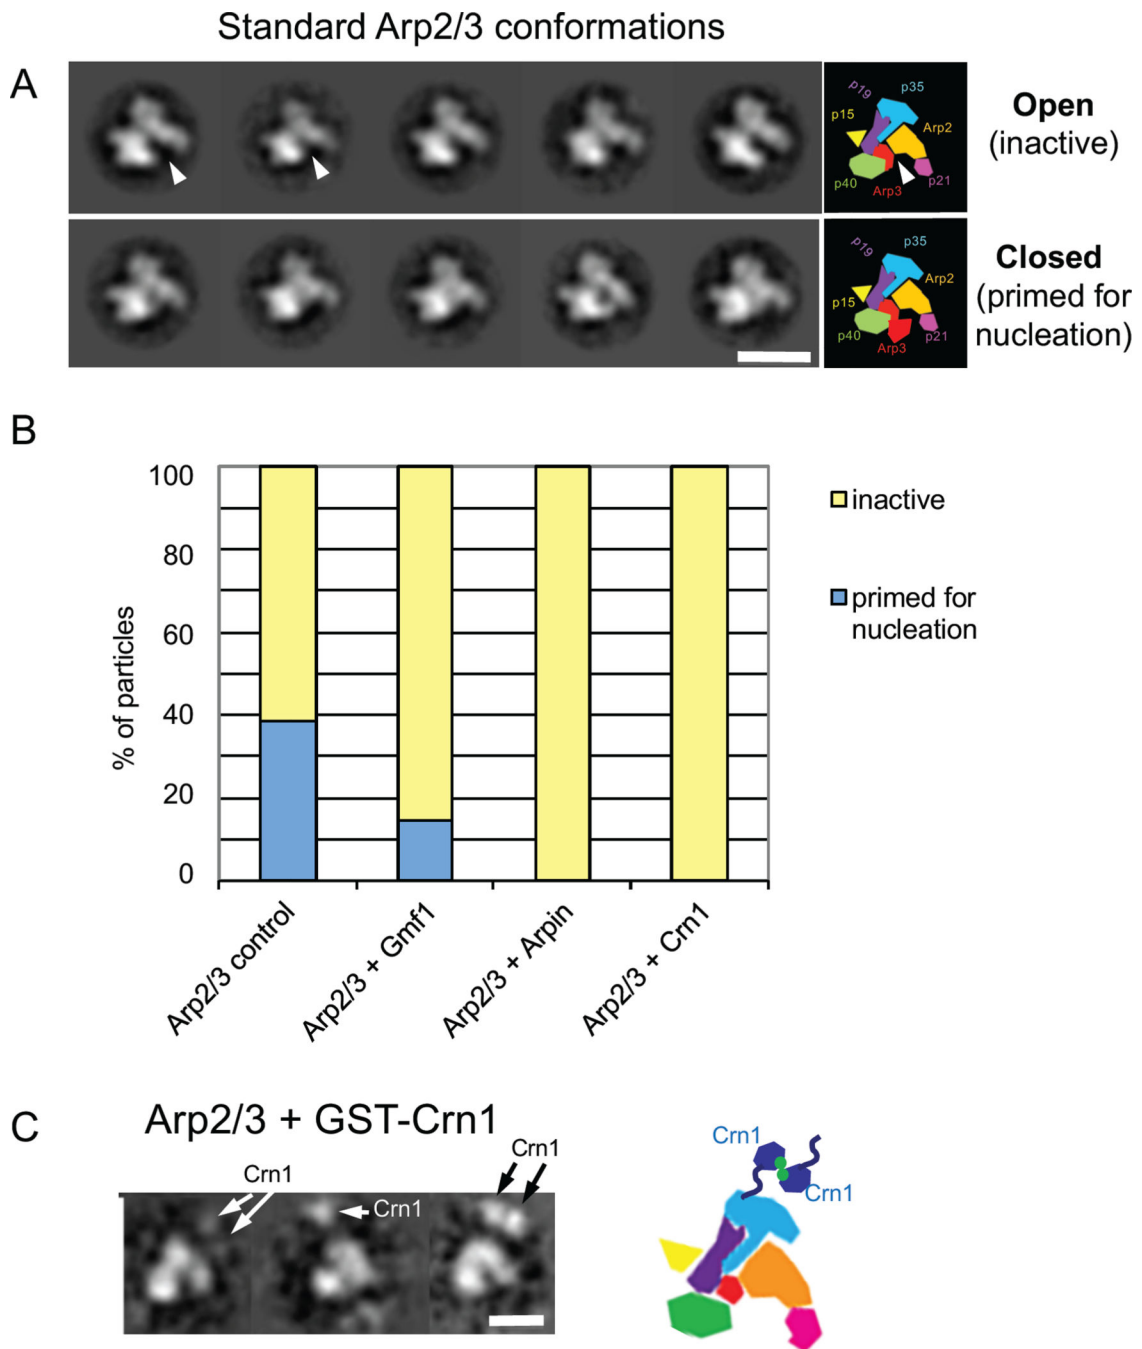 Standard Arp2/3 conformations
A
p19
p35
p15
Arp2
p40
Arp3
p21
Open
(inactive)
p19
p35
Arp2
p15
p40
Arp3
p21
Closed
(primed for
nucleation)
B
100
80
60
40
20
0
% of particles
Arp2/3 control
Arp2/3 + Gmf1
Arp2/3 + Arpin
Arp2/3 + Crn1
inactive
primed for
nucleation
C
Arp2/3 + GST-Crn1
Crn1
Crn1
Crn1
Crn1
Crn1